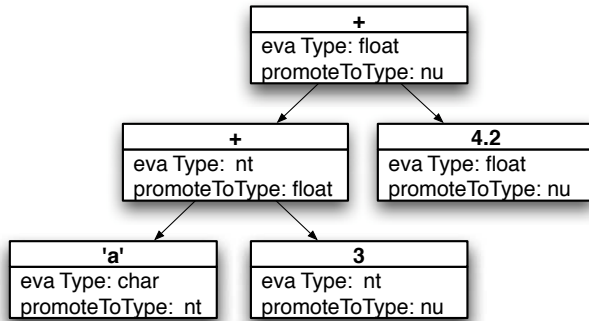 +
eva Type: float
promoteToType: nu
+
eva Type: nt
promoteToType: float
4.2
eva Type: float
promoteToType: nu
'a'
eva Type: char
promoteToType: nt
3
eva Type: nt
promoteToType: nu